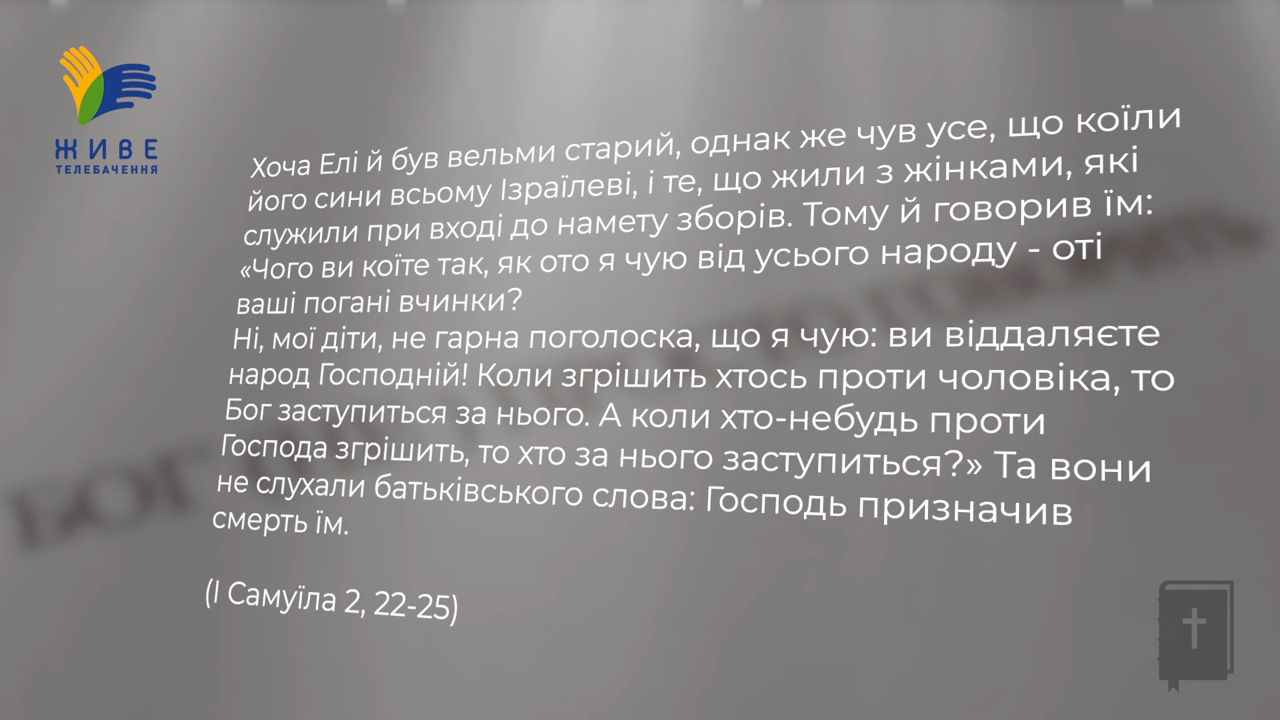 ЖИВЕ
ТЕЛЕБАЧЕННЯ
Хоча Елі й був вельми старий, однак же чув усе, що коїли
його сини всьому Ізраїлеві, і те, що жили з жінками, які
служили при вході до намету зборів. Тому й говорив їм:
«Чого ви коїте так, як ото я чую від усього народу - оті
ваші погані вчинки?
Ні, мої діти, не гарна поголоска, що я чую: ви віддаляєте
народ Господній! Коли згрішить хтось проти чоловіка, то
Бог заступиться за нього. А коли хто-небудь проти
Господа згрішить, то хто за нього заступиться?» Та вони
не слухали батьківського слова: Господь призначив
смерть їм.
(І Самуїла 2, 22-25)